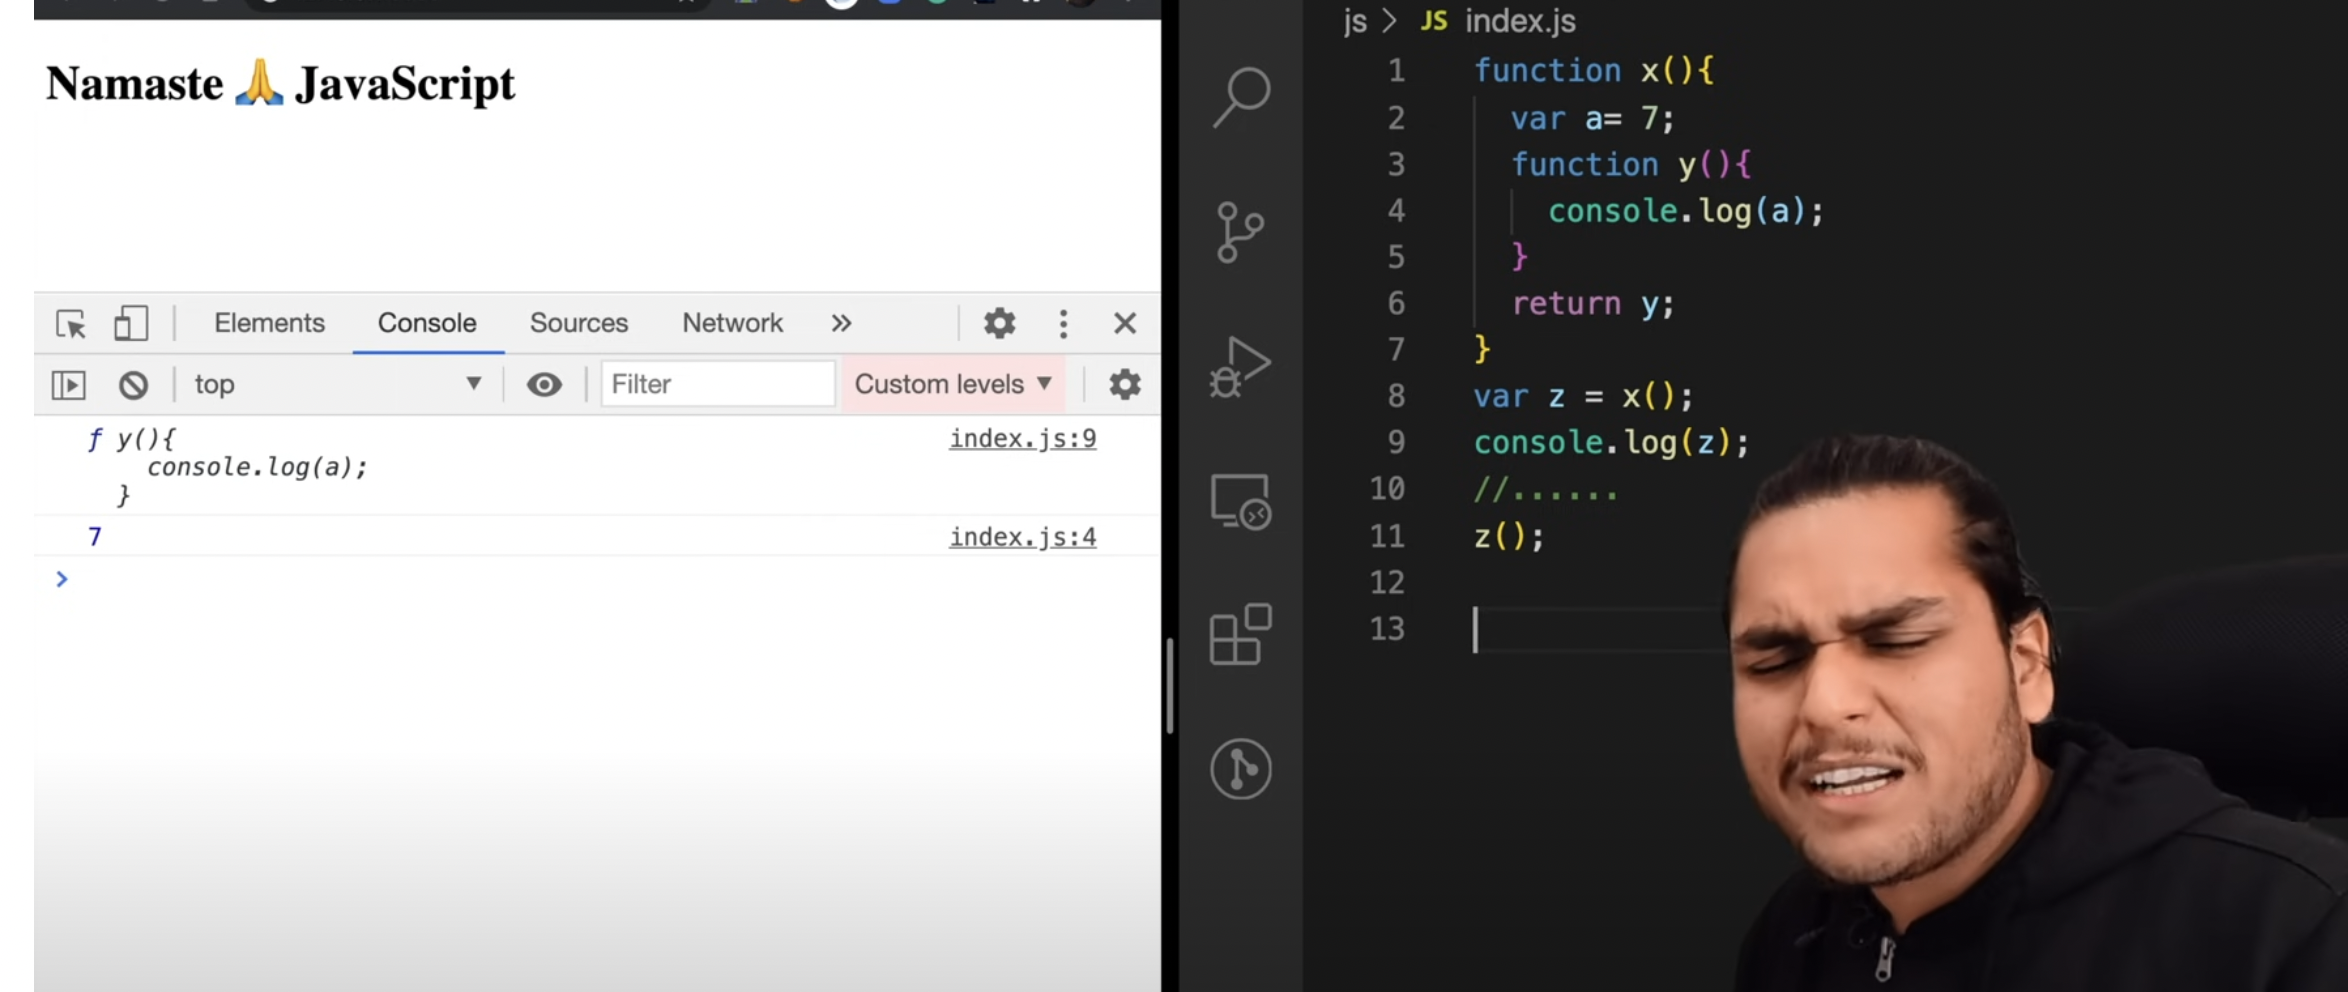 Namaste 🙏 JavaScript
Elements Console Sources Network »
top ▼ Filter Custom levels ▼
f y(){ index.js:9
console.log(a);
}
7 index.js:4
>
js > JS index.js
1 function x(){
2 var a= 7;
3 function y(){
4 console.log(a);
5 }
6 return y;
7 }
8 var z = x();
9 console.log(z);
10 //......
11 z();
12
13